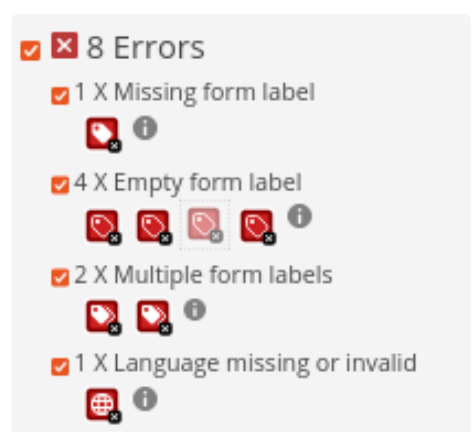 8 Errors
1 X Missing form label
4 X Empty form label
2 X Multiple form labels
1 X Language missing or invalid